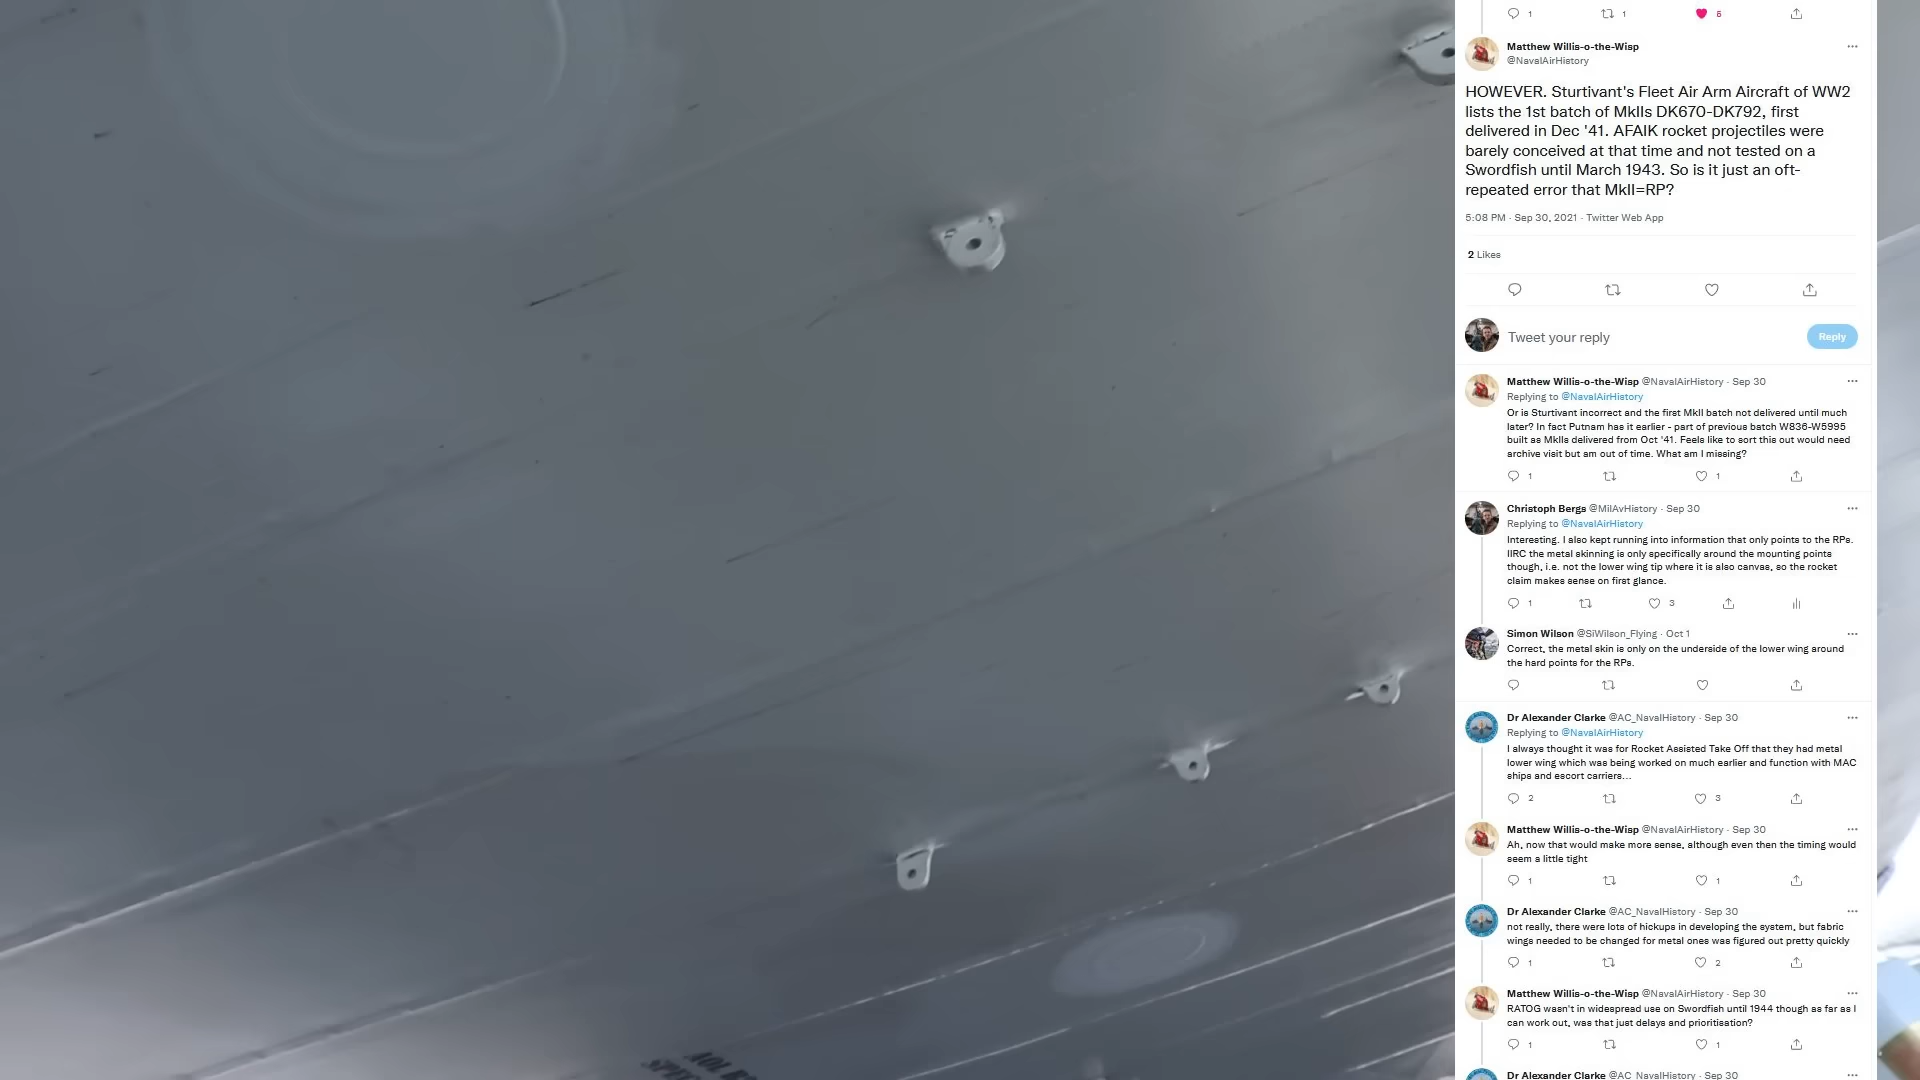 1 1 6
Matthew Willis-o-the-Wisp
@NavalAirHistory
HOWEVER. Sturtivant's Fleet Air Arm Aircraft of WW2
lists the 1st batch of MkIIs DK670-DK792, first
delivered in Dec '41. AFAIK rocket projectiles were
barely conceived at that time and not tested on a
Swordfish until March 1943. So is it just an oft-
repeated error that MkII=RP?
5:08 PM · Sep 30, 2021 · Twitter Web App
2 Likes
Tweet your reply
Reply
Matthew Willis-o-the-Wisp @NavalAirHistory · Sep 30
Replying to @NavalAirHistory
Or is Sturtivant incorrect and the first MkII batch not delivered until much
later? In fact Putnam has it earlier - part of previous batch W836-W5995
built as MkIIs delivered from Oct '41. Feels like to sort this out would need
archive visit but am out of time. What am I missing?
1 1
Christoph Bergs @MilAvHistory · Sep 30
Replying to @NavalAirHistory
Interesting. I also kept running into information that only points to the RPs.
IIRC the metal skinning is only specifically around the mounting points
though, i.e. not the lower wing tip where it is also canvas, so the rocket
claim makes sense on first glance.
1 3
Simon Wilson @SiWilson_Flying · Oct 1
Correct, the metal skin is only on the underside of the lower wing around
the hard points for the RPs.
Dr Alexander Clarke @AC_NavalHistory · Sep 30
Replying to @NavalAirHistory
I always thought it was for Rocket Assisted Take Off that they had metal
lower wing which was being worked on much earlier and function with MAC
ships and escort carriers...
2 3
Matthew Willis-o-the-Wisp @NavalAirHistory · Sep 30
Ah, now that would make more sense, although even then the timing would
seem a little tight
1 1
Dr Alexander Clarke @AC_NavalHistory · Sep 30
not really, there were lots of hickups in developing the system, but fabric
wings needed to be changed for metal ones was figured out pretty quickly
1 2
Matthew Willis-o-the-Wisp @NavalAirHistory · Sep 30
RATOG wasn't in widespread use on Swordfish until 1944 though as far as I
can work out, was that just delays and prioritisation?
1 1
Dr Alexander Clarke @AC_NavalHistory · Sep 30